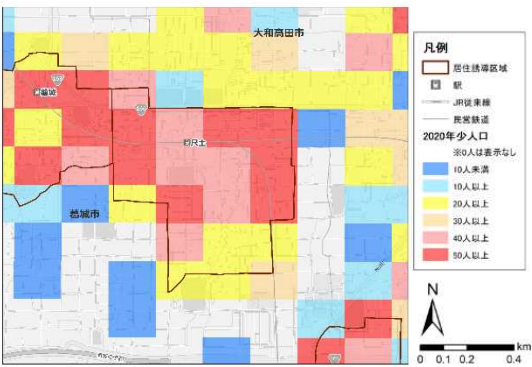 大和高田市
尺土
葛城市
凡例
居住誘導区域
駅
JR在来線
民営鉄道
2020年少人口
※0人は表示なし
10人未満
10人以上
20人以上
30人以上
40人以上
50人以上
N
km
0 0.1 0.2 0.4